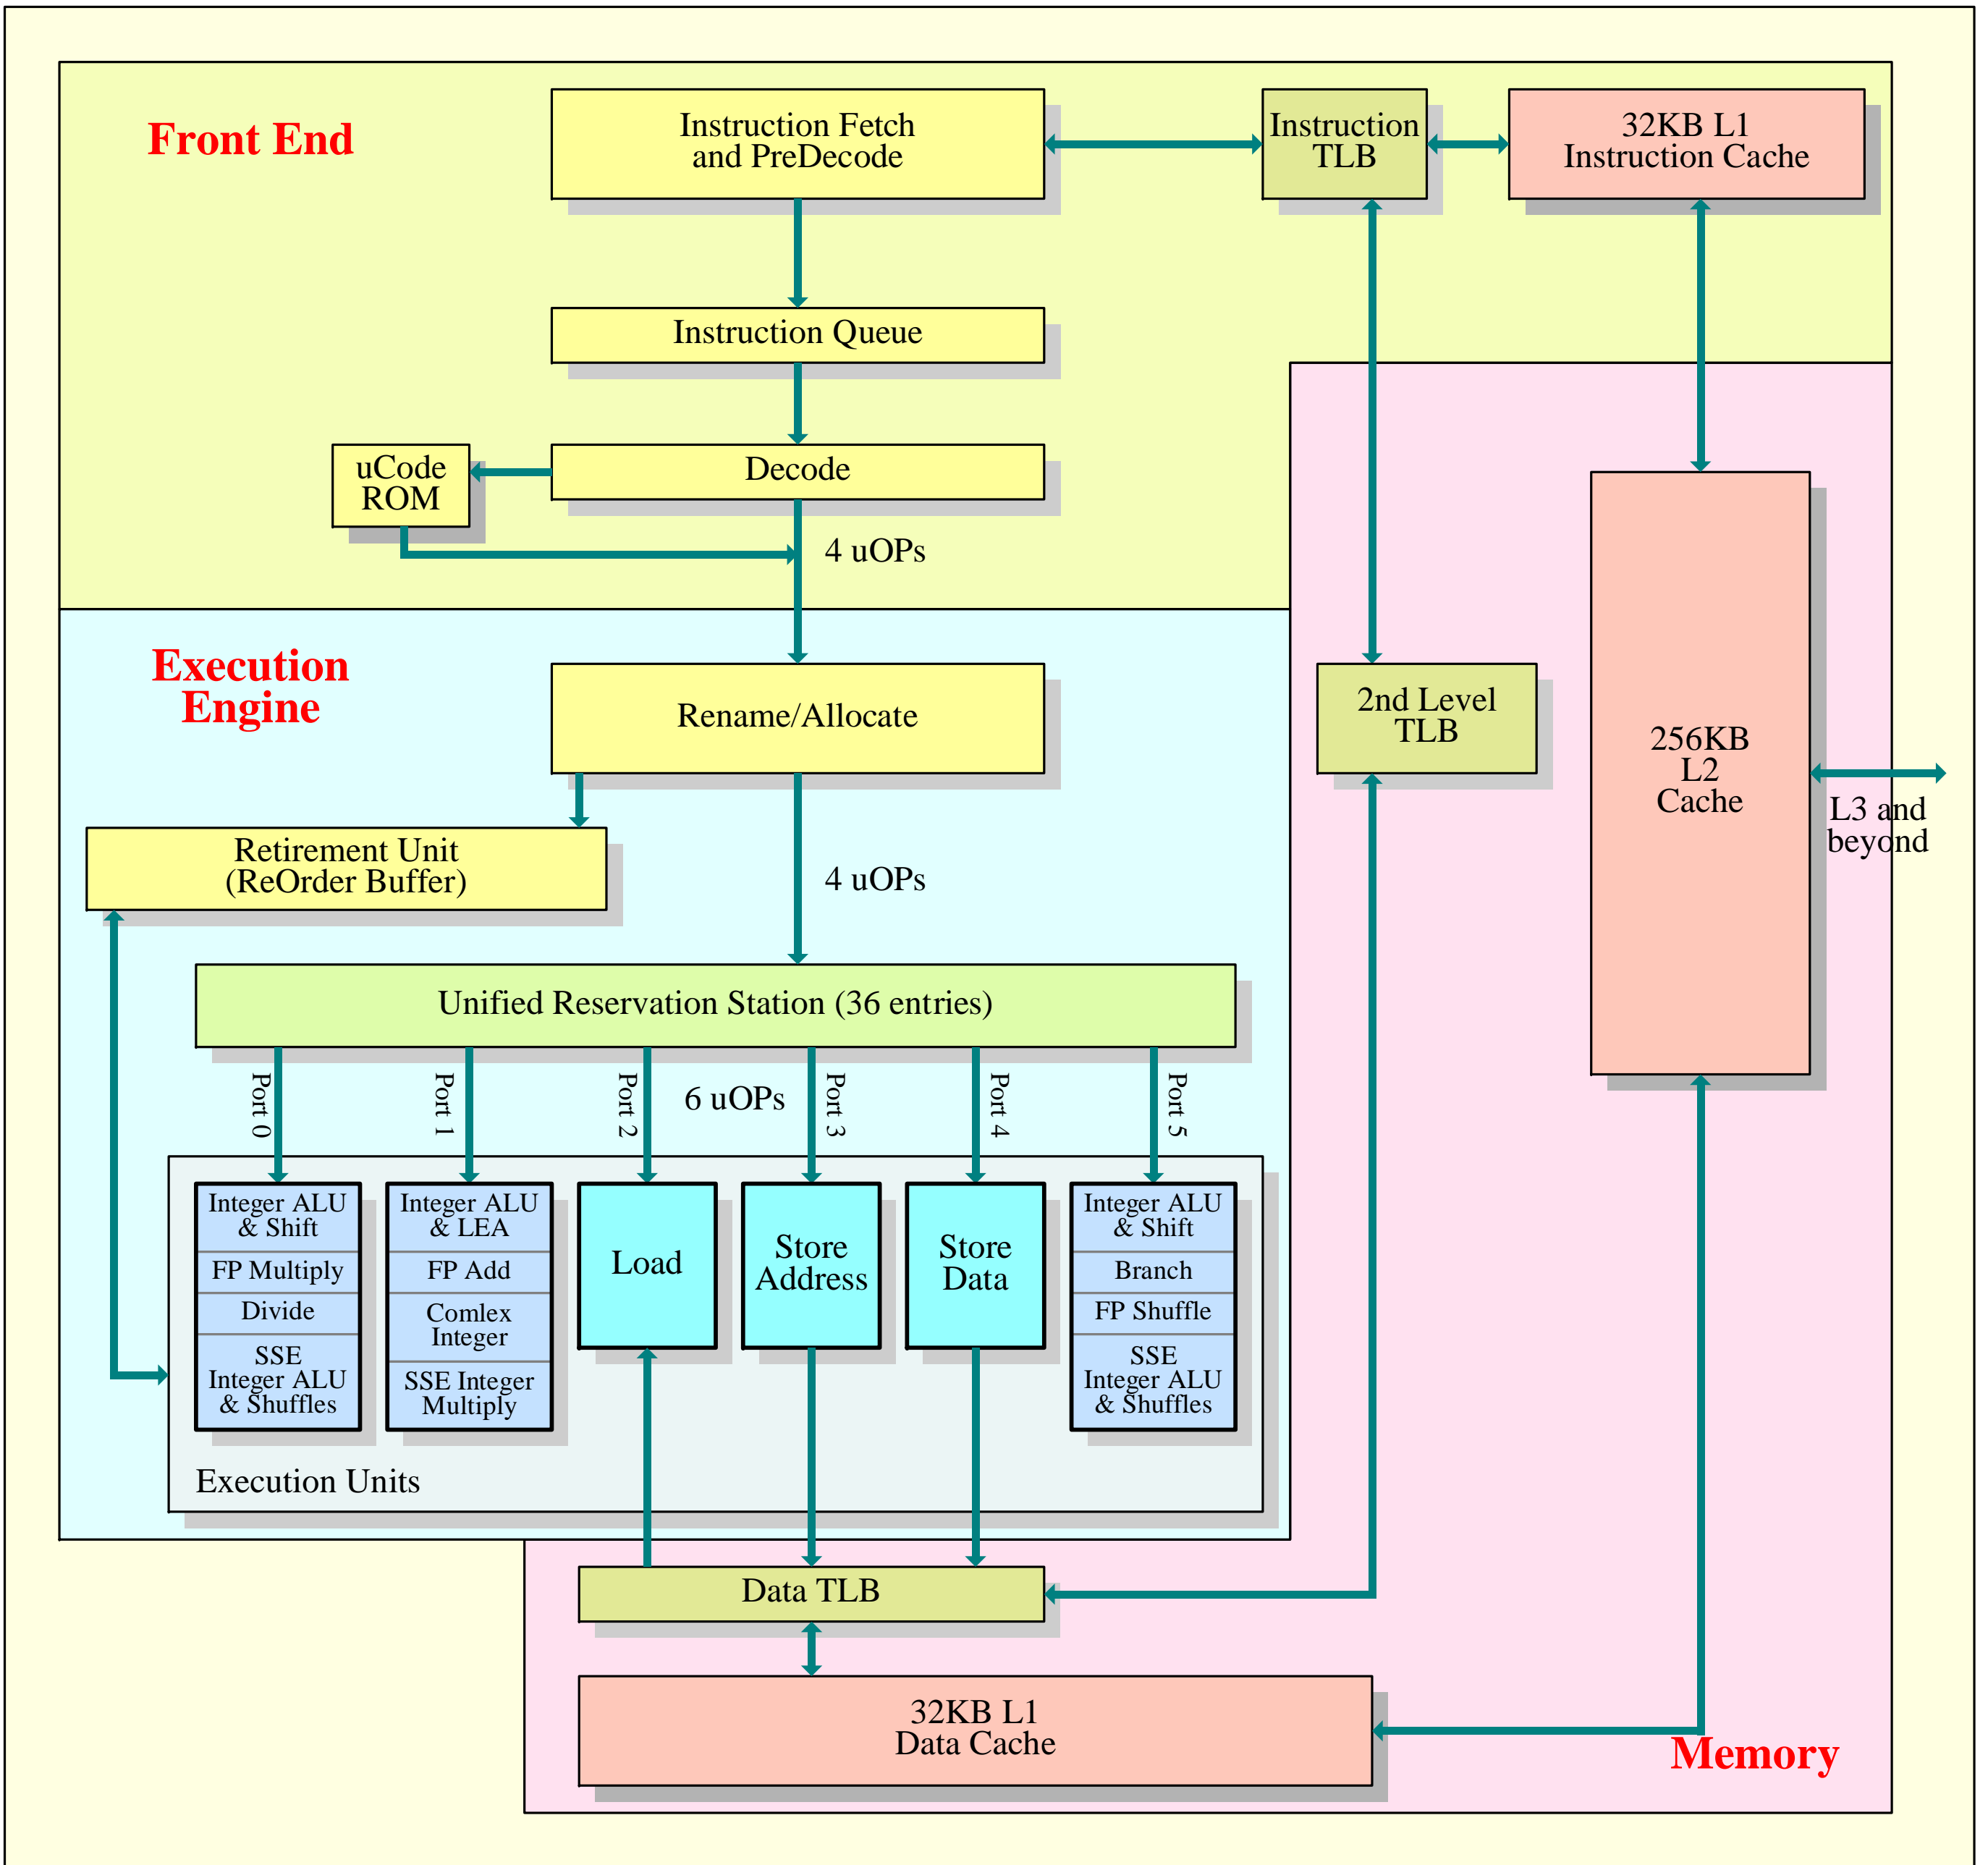 Front End
Instruction Fetch
and PreDecode
Instruction
TLB
32KB L1
Instruction Cache
Instruction Queue
uCode
ROM
Decode
4 uOPs
Execution
Engine
Rename/Allocate
2nd Level
TLB
256KB
L2
Cache
L3 and
beyond
Retirement Unit
(ReOrder Buffer)
4 uOPs
Unified Reservation Station (36 entries)
Port 0
Port 1
Port 2
6 uOPs
Port 3
Port 4
Port 5
Integer ALU
& Shift
FP Multiply
Divide
SSE
Integer ALU
& Shuffles
Integer ALU
& LEA
FP Add
Comlex
Integer
SSE Integer
Multiply
Load
Store
Address
Store
Data
Integer ALU
& Shift
Branch
FP Shuffle
SSE
Integer ALU
& Shuffles
Execution Units
Data TLB
32KB L1
Data Cache
Memory